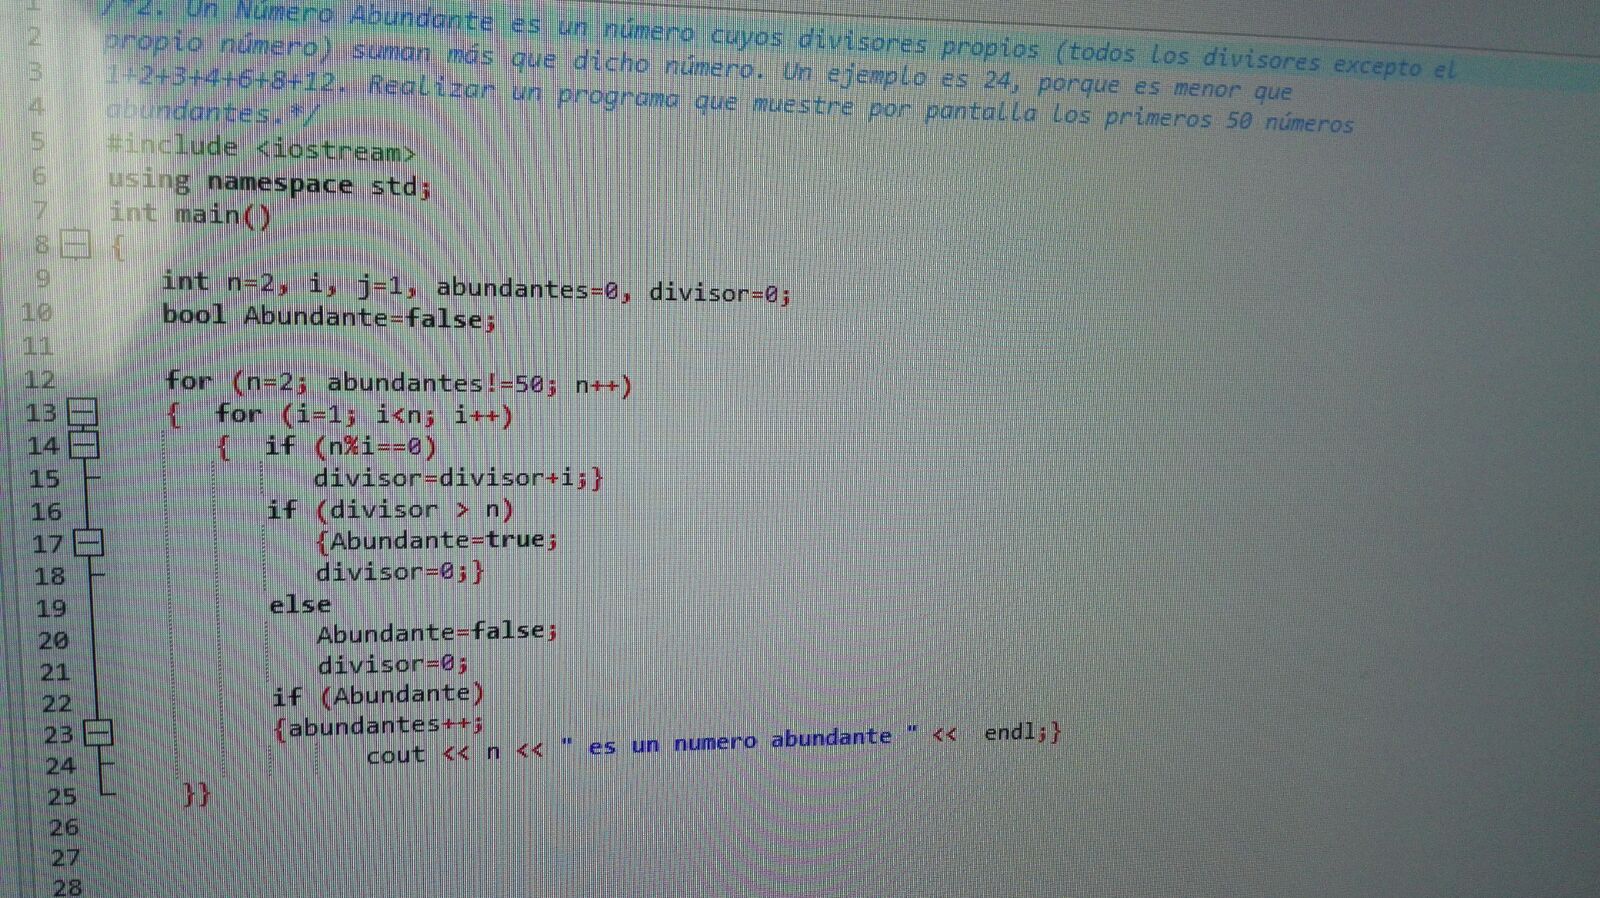 1 /*2. Un Número Abundante es un número cuyos divisores propios (todos los divisores excepto el
2 propio número) suman más que dicho número. Un ejemplo es 24, porque es menor que
3 1+2+3+4+6+8+12. Realizar un programa que muestre por pantalla los primeros 50 números
4 abundantes.*/
5 #include <iostream>
6 using namespace std;
7 int main()
8 {
9 int n=2, i, j=1, abundantes=0, divisor=0;
10 bool Abundante=false;
11
12 for (n=2; abundantes!=50; n++)
13 { for (i=1; i<n; i++)
14 { if (n%i==0)
15 divisor=divisor+i;}
16 if (divisor > n)
17 {Abundante=true;
18 divisor=0;}
19 else
20 Abundante=false;
21 divisor=0;
22 if (Abundante)
23 {abundantes++;
24 cout << n << " es un numero abundante " << endl;}
25 }}
26
27
28